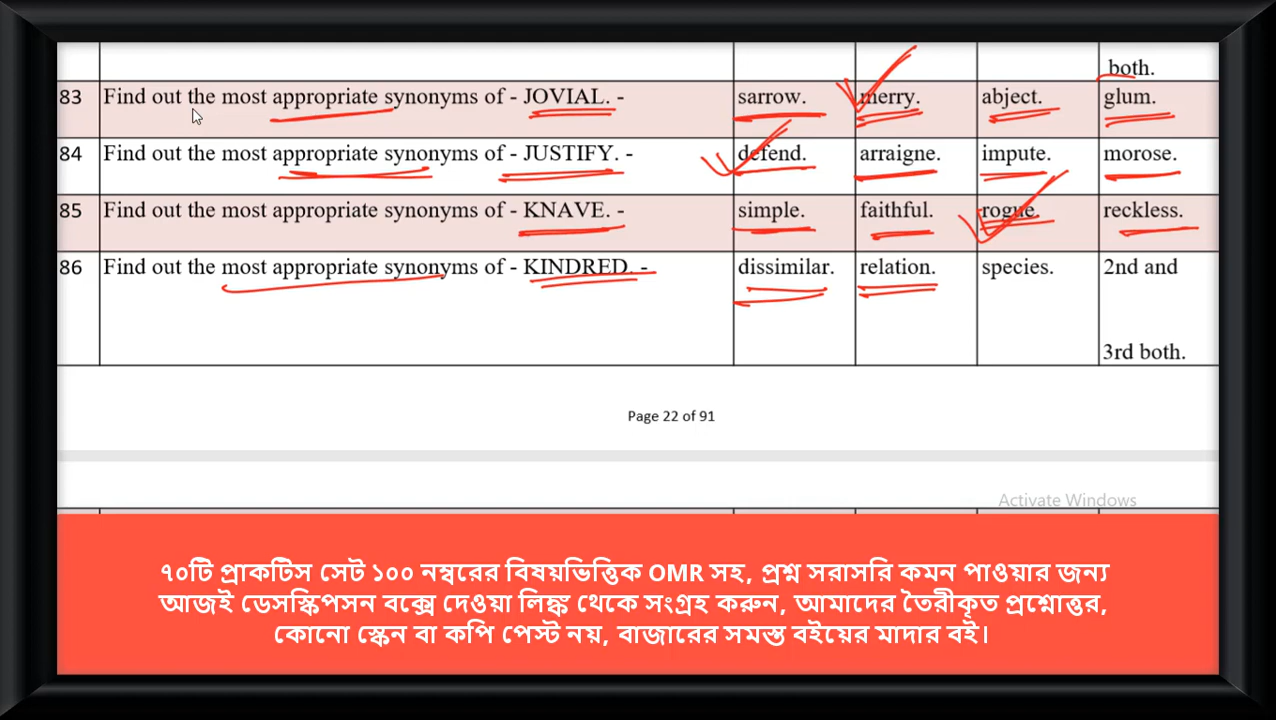 both.
83 Find out the most appropriate synonyms of - JOVIAL. - sarrow. merry. abject. glum.
84 Find out the most appropriate synonyms of - JUSTIFY. - defend. arraigne. impute. morose.
85 Find out the most appropriate synonyms of - KNAVE. - simple. faithful. rogue. reckless.
86 Find out the most appropriate synonyms of - KINDRED. - dissimilar. relation. species. 2nd and
3rd both.
Page 22 of 91
Activate Windows
৭০টি প্রাকটিস সেট ১০০ নম্বরের বিষয়ভিত্তিক OMR সহ, প্রশ্ন সরাসরি কমন পাওয়ার জন্য
আজই ডেসস্কিপসন বক্সে দেওয়া লিঙ্ক থেকে সংগ্রহ করুন, আমাদের তৈরীকৃত প্রশ্নোত্তর,
কোনো স্কেন বা কপি পেস্ট নয়, বাজারের সমস্ত বইয়ের মাদার বই।